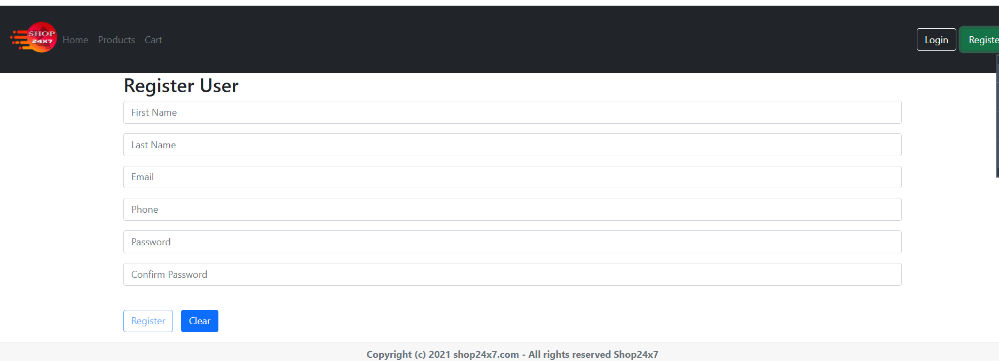 SHOP
24X7
Home Products Cart
Login Registe
Register User
First Name
Last Name
Email
Phone
Password
Confirm Password
Register Clear
Copyright (c) 2021 shop24x7.com - All rights reserved Shop24x7